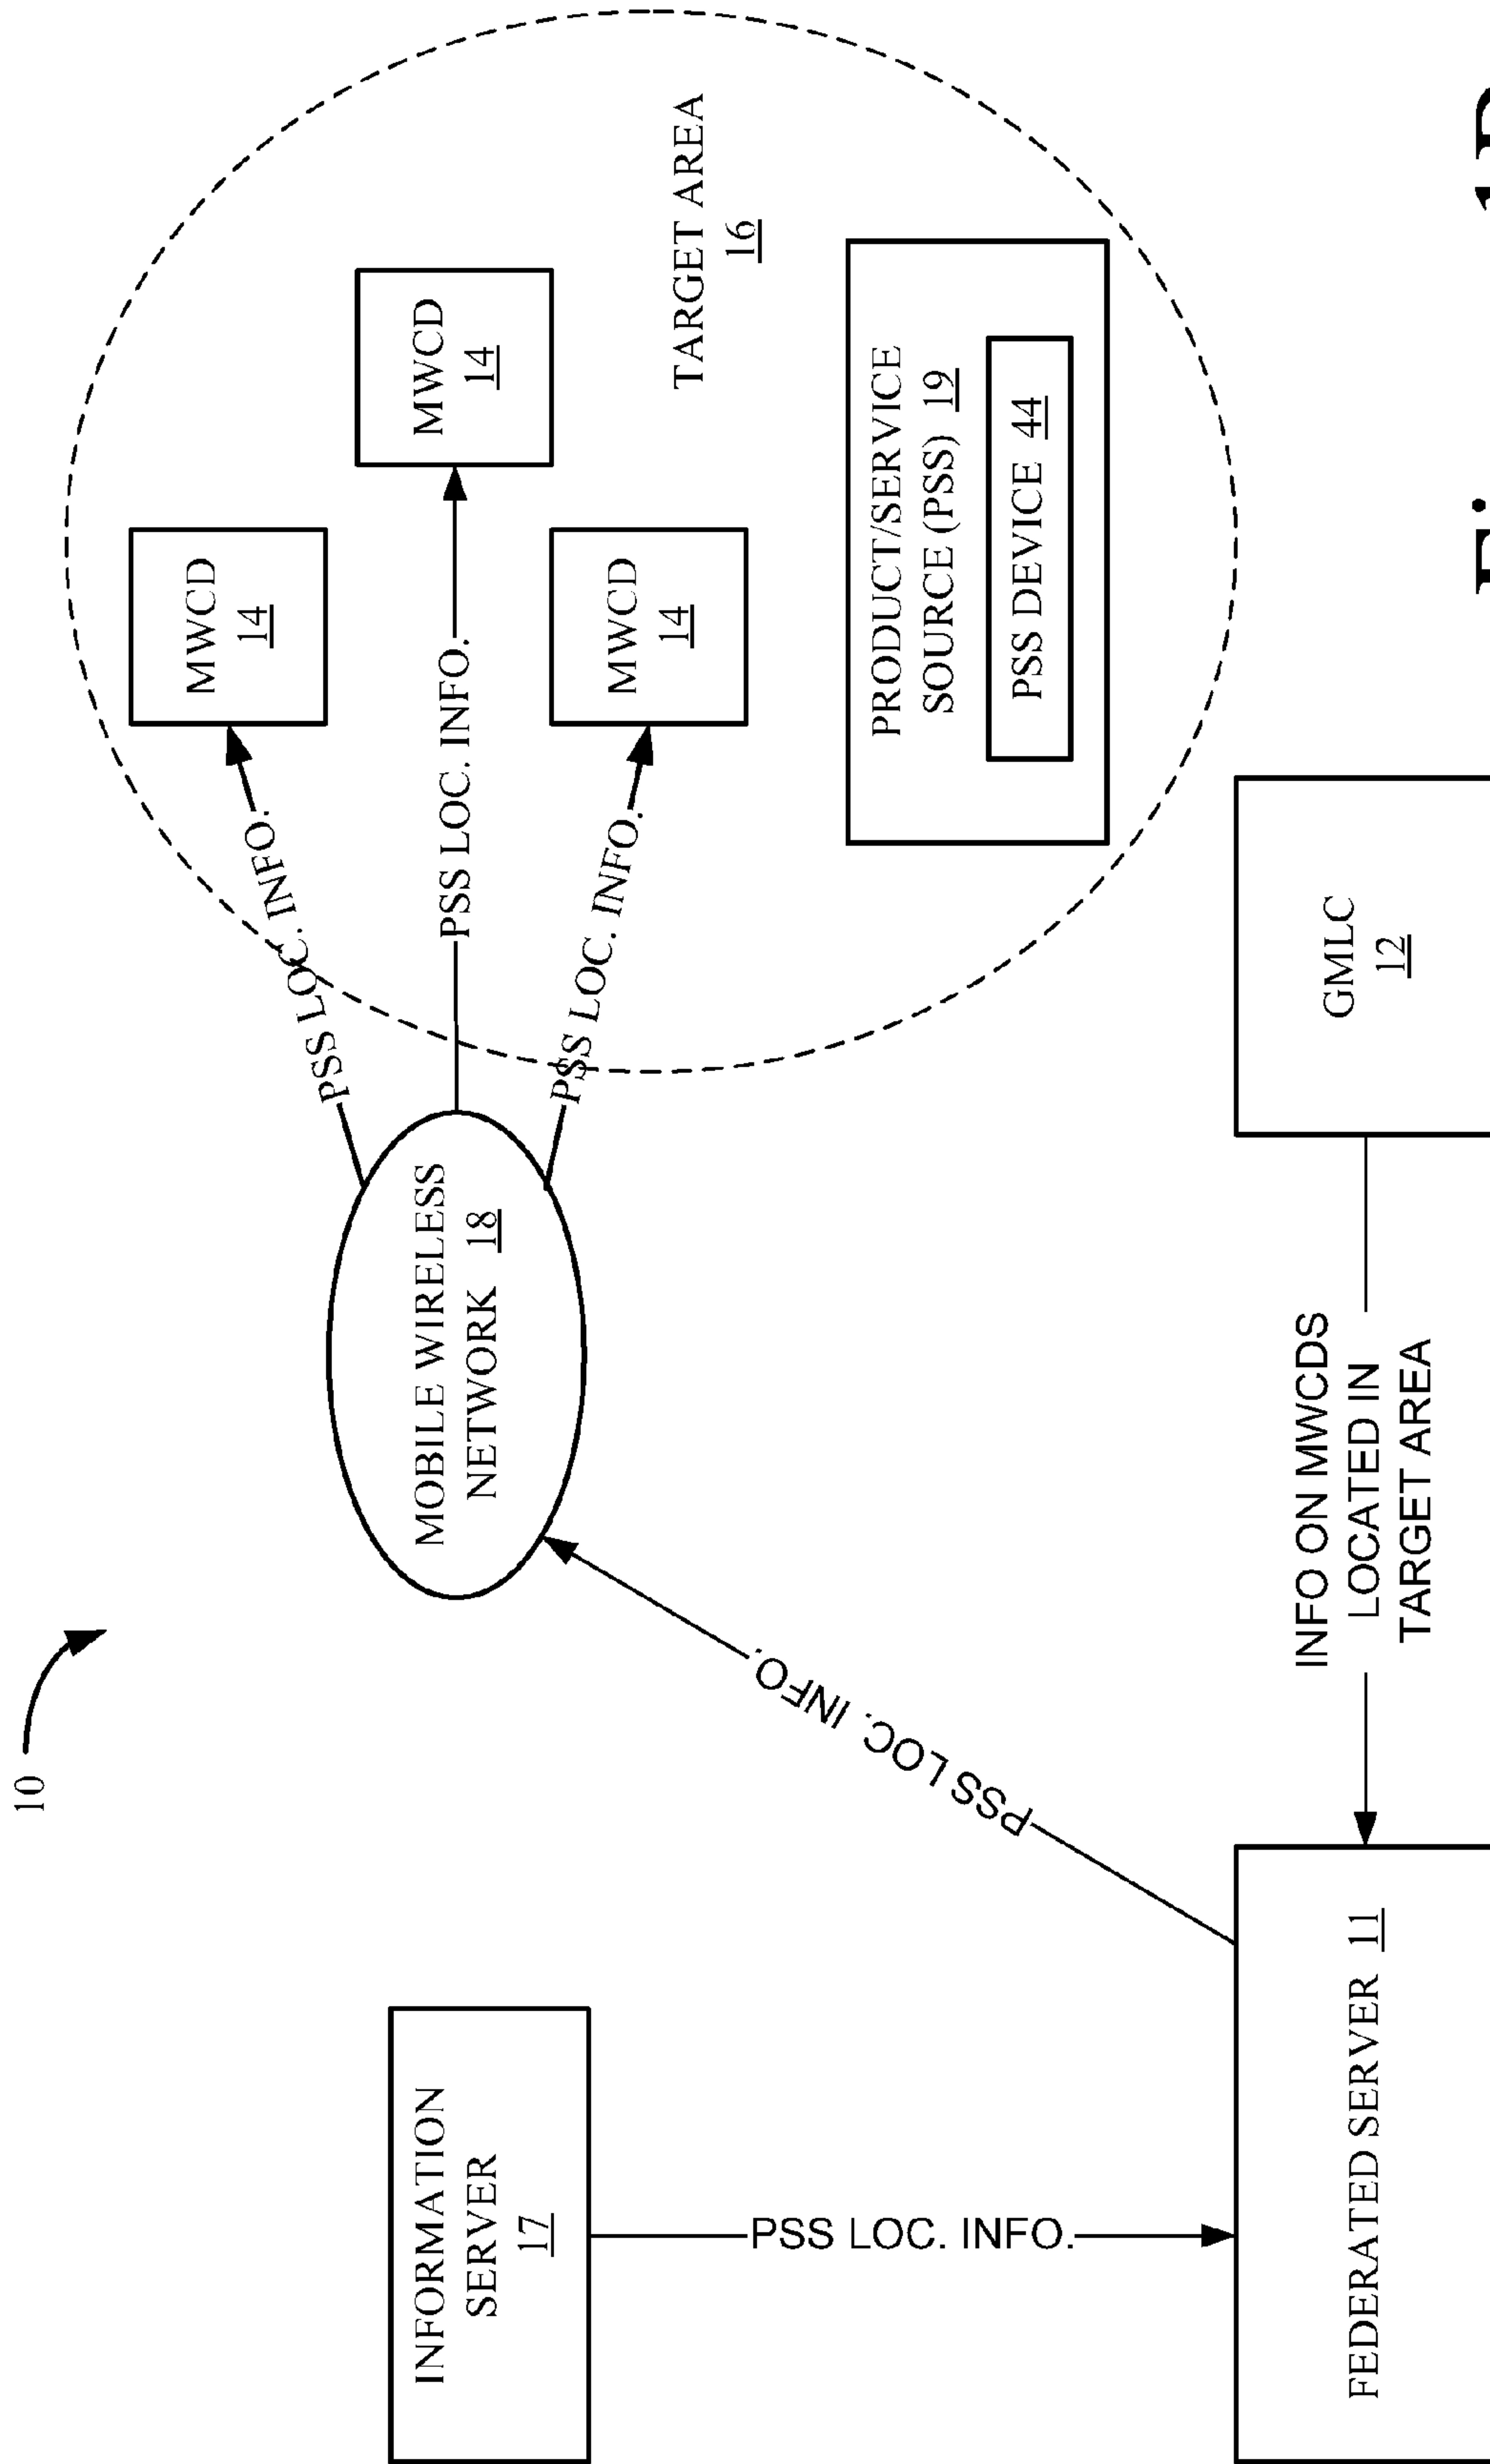 10
INFORMATION
SERVER
17
PSS LOC. INFO.
FEDERATED SERVER 11
PSS LOC. INFO.
MOBILE WIRELESS
NETWORK 18
PSS LOC. INFO.
PSS LOC. INFO.
PSS LOC. INFO.
MWCD
14
MWCD
14
MWCD
14
TARGET AREA
16
PRODUCT/SERVICE
SOURCE (PSS) 19
PSS DEVICE 44
INFO ON MWCDS
LOCATED IN
TARGET AREA
GMLC
12